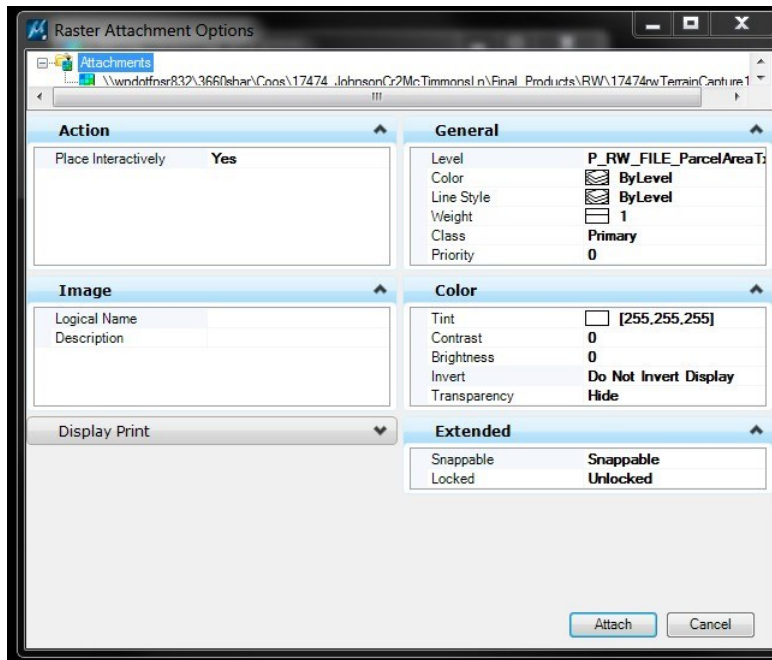 Raster Attachment Options
Attachments
\\wpdotfnsr832\3660shar\Coos\17474_JohnsonCr2McTimmonsLn\Final_Products\RW\17474rwTerrainCapture1
Action
Place Interactively Yes
General
Level P_RW_FILE_ParcelAreaTx
Color ByLevel
Line Style ByLevel
Weight 1
Class Primary
Priority 0
Image
Logical Name
Description
Color
Tint [255,255,255]
Contrast 0
Brightness 0
Invert Do Not Invert Display
Transparency Hide
Display Print
Extended
Snappable Snappable
Locked Unlocked
Attach Cancel